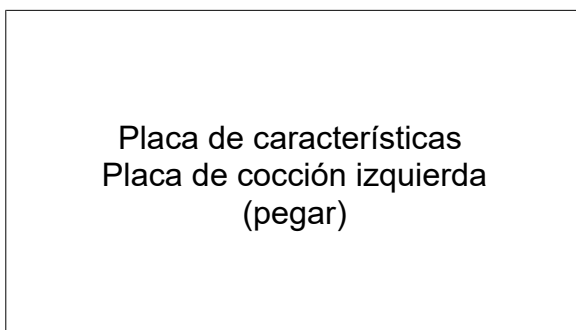 Placa de características
Placa de cocción izquierda
(pegar)